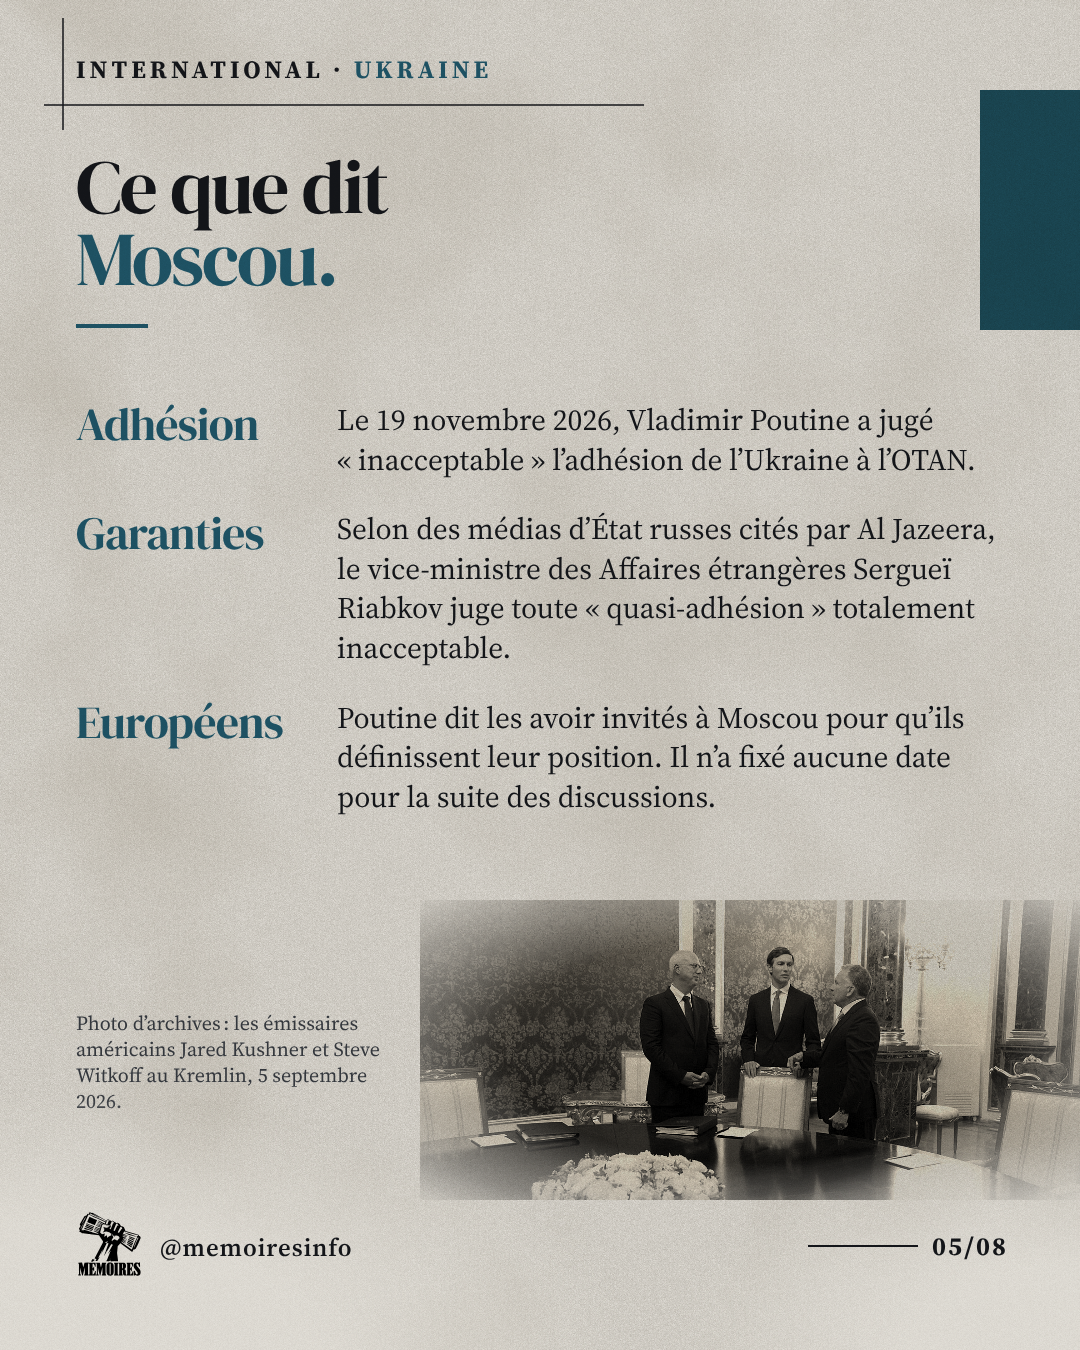 INTERNATIONAL · UKRAINE
Ce que dit
Moscou.
Adhésion
Le 19 novembre 2026, Vladimir Poutine a jugé
« inacceptable » l’adhésion de l’Ukraine à l’OTAN.
Garanties
Selon des médias d’État russes cités par Al Jazeera,
le vice-ministre des Affaires étrangères Sergueï
Riabkov juge toute « quasi-adhésion » totalement
inacceptable.
Européens
Poutine dit les avoir invités à Moscou pour qu’ils
définissent leur position. Il n’a fixé aucune date
pour la suite des discussions.
Photo d’archives : les émissaires
américains Jared Kushner et Steve
Witkoff au Kremlin, 5 septembre
2026.
MÉMOIRES
@memoiresinfo
05/08